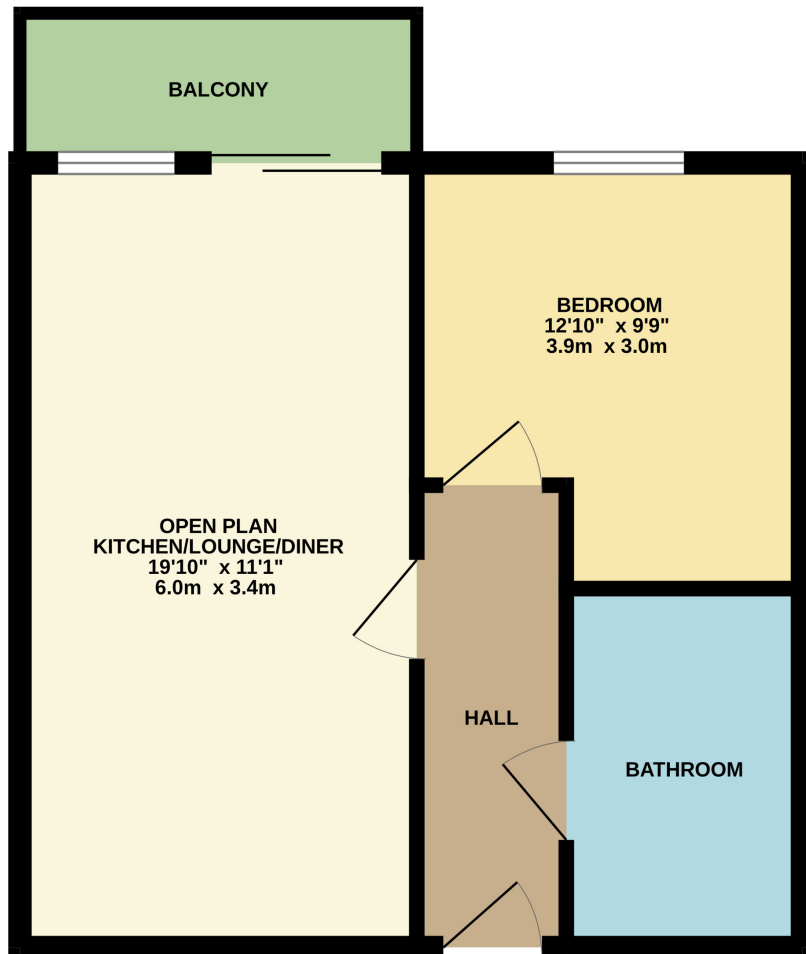 BALCONY
BEDROOM
12'10" x 9'9"
3.9m x 3.0m
OPEN PLAN
KITCHEN/LOUNGE/DINER
19'10" x 11'1"
6.0m x 3.4m
HALL
BATHROOM